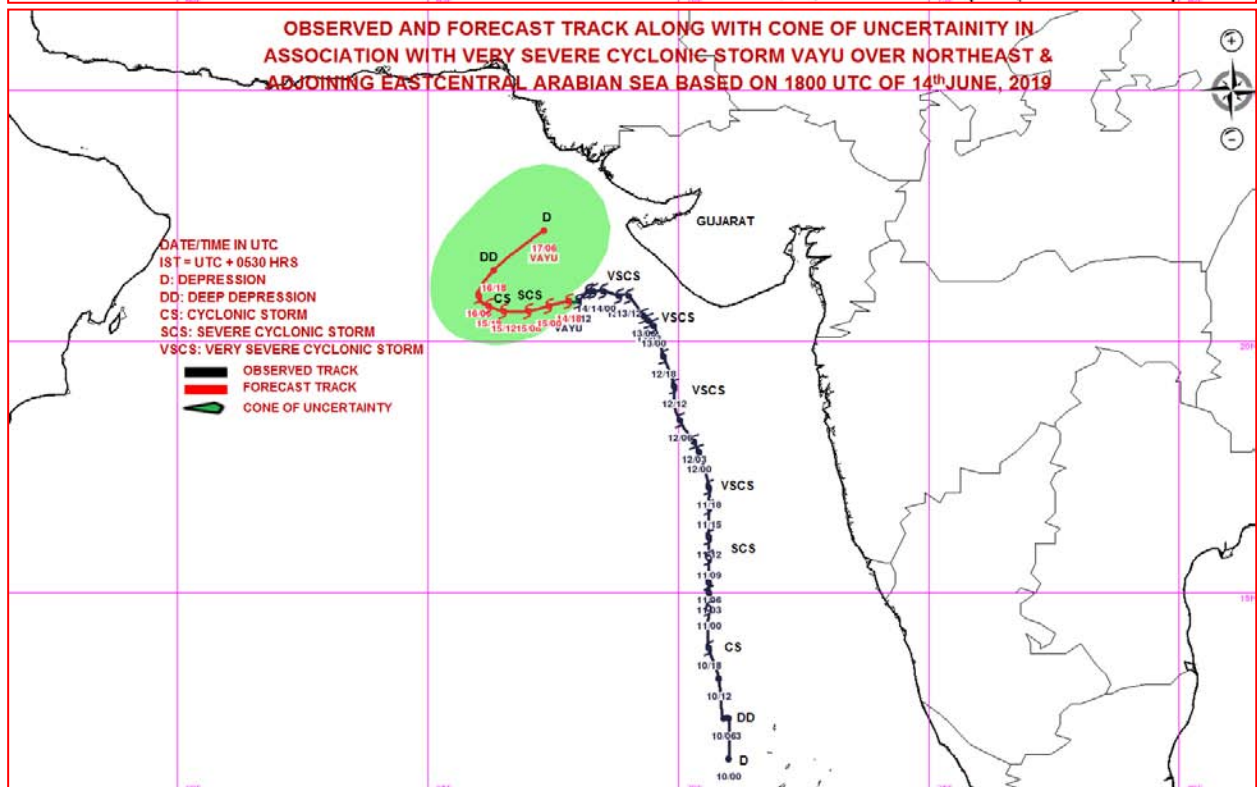 OBSERVED AND FORECAST TRACK ALONG WITH CONE OF UNCERTAINITY IN
ASSOCIATION WITH VERY SEVERE CYCLONIC STORM VAYU OVER NORTHEAST &
ADJOINING EASTCENTRAL ARABIAN SEA BASED ON 1800 UTC OF 14th JUNE, 2019
GUJARAT
D
17/06
VAYU
DATE/TIME IN UTC
IST = UTC + 0530 HRS
D: DEPRESSION
DD: DEEP DEPRESSION
CS: CYCLONIC STORM
SCS: SEVERE CYCLONIC STORM
VSCS: VERY SEVERE CYCLONIC STORM
OBSERVED TRACK
FORECAST TRACK
CONE OF UNCERTAINTY
DD
16/18
CS
SCS
VSCS
16/06
15/12
15/06
15/00
14/18
VAYU
14/00
13/12
VSCS
13/00
12/18
VSCS
12/12
12/06
12/03
12/00
VSCS
11/18
11/15
SCS
11/12
11/09
11/06
11/03
11/00
CS
10/18
10/12
DD
10/063
D
10/00